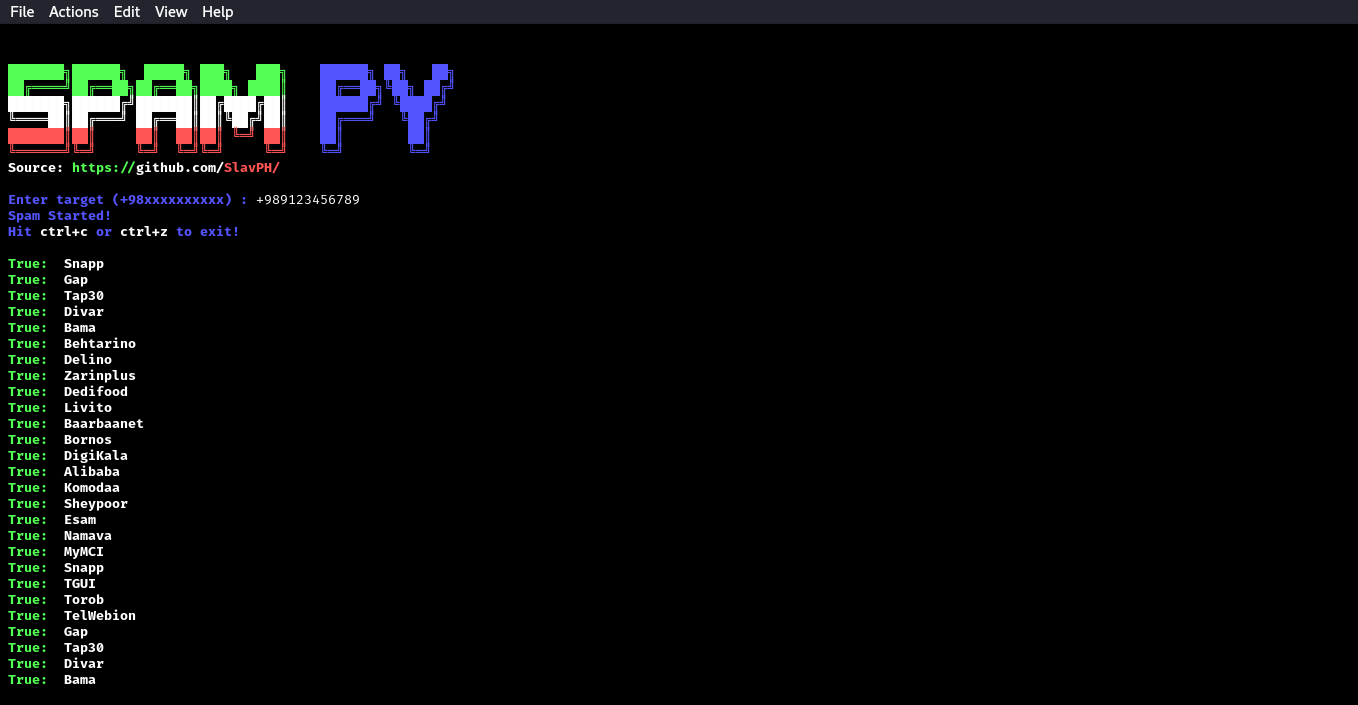 File Actions Edit View Help
SPAM PY
Source: https://github.com/SlavPH/
Enter target (+98xxxxxxxxxx) : +989123456789
Spam Started!
Hit ctrl+c or ctrl+z to exit!
True: Snapp
True: Gap
True: Tap30
True: Divar
True: Bama
True: Behtarino
True: Delino
True: Zarinplus
True: Dedifood
True: Livito
True: Baarbaanet
True: Bornos
True: DigiKala
True: Alibaba
True: Komodaa
True: Sheypoor
True: Esam
True: Namava
True: MyMCI
True: Snapp
True: TGUI
True: Torob
True: TelWebion
True: Gap
True: Tap30
True: Divar
True: Bama